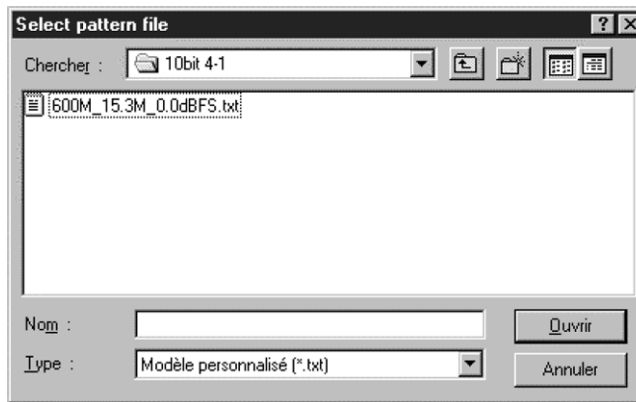 Select pattern file
Chercher : 10bit 4-1
600M_15.3M_0.0dBFS.txt
Nom : Ouvrir
Type : Modèle personnalisé (*.txt) Annuler